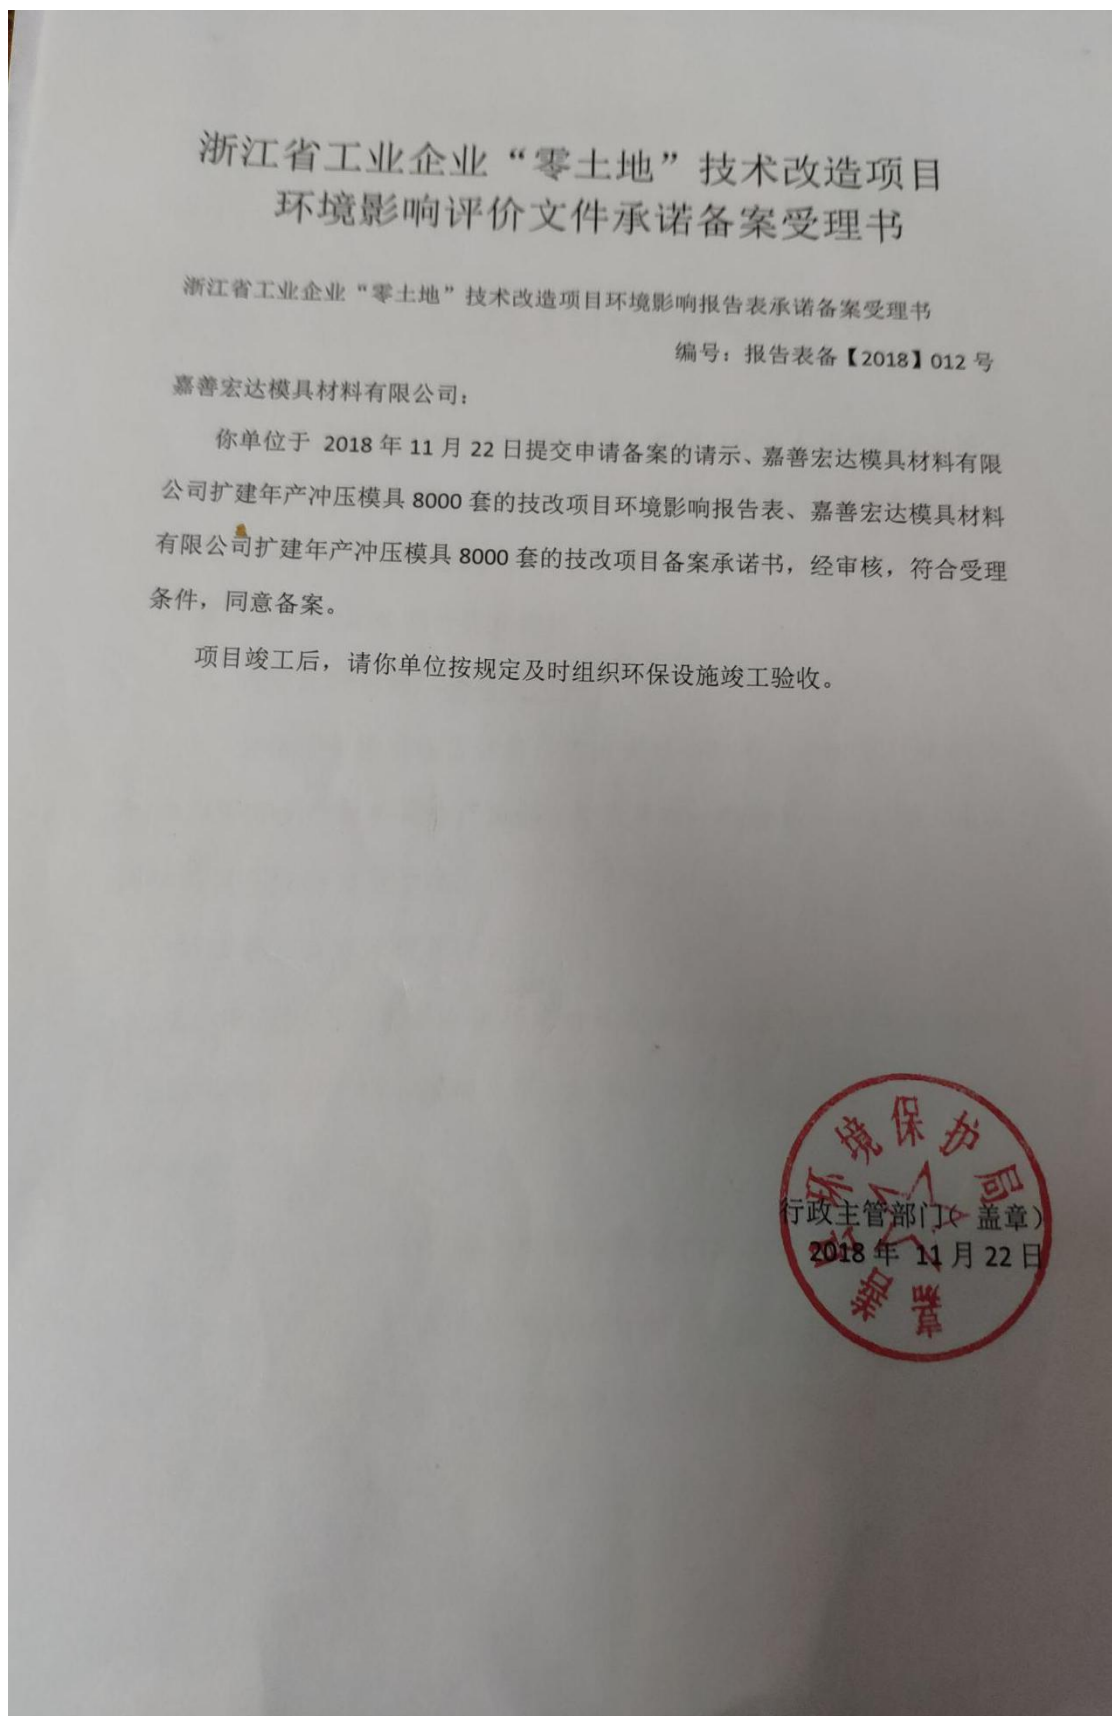 浙江省工业企业“零土地”技术改造项目
环境影响评价文件承诺备案受理书
浙江省工业企业“零土地”技术改造项目环境影响报告表承诺备案受理书
编号：报告表备【2018】012 号
嘉善宏达模具材料有限公司：
你单位于 2018 年 11 月 22 日提交申请备案的请示、嘉善宏达模具材料有限
公司扩建年产冲压模具 8000 套的技改项目环境影响报告表、嘉善宏达模具材料
有限公司扩建年产冲压模具 8000 套的技改项目备案承诺书，经审核，符合受理
条件，同意备案。
项目竣工后，请你单位按规定及时组织环保设施竣工验收。
嘉善县环境保护局
行政主管部门（ 盖章）
2018 年 11 月 22 日